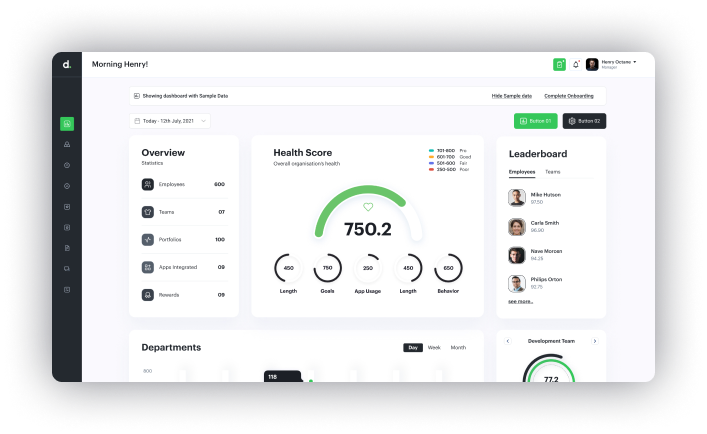 d.
Morning Henry!
Henry Octane
Manager
Showing dashboard with Sample Data
Hide Sample data
Complete Onboarding
Today - 12th July, 2021
Button 01
Button 02
Overview
Statistics
Employees 600
Teams 07
Portfolios 100
Apps integrated 09
Rewards 09
Health Score
Overall organisation's health
701-800 Pro
601-700 Good
501-600 Fair
250-500 Poor
750.2
450
Length
750
Goals
250
App Usage
450
Length
650
Behavior
Leaderboard
Employees Teams
Mike Hutson
97.50
Carla Smith
96.90
Nave Morzen
94.25
Philips Orton
92.75
see more..
Departments
Day Week Month
800
118
Development Team
77.2